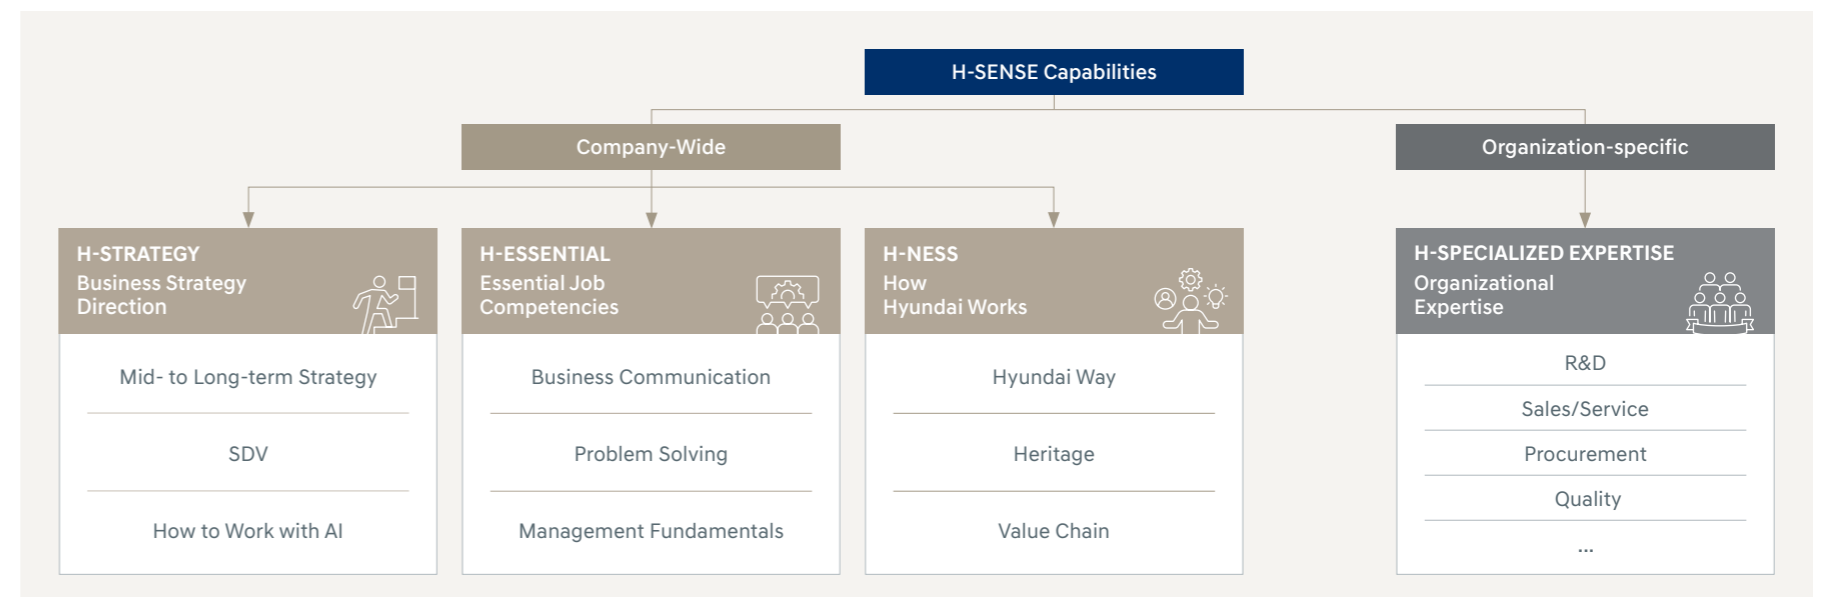 H-SENSE Capabilities
Company-Wide
Organization-specific
H-STRATEGY
Business Strategy
Direction
Mid- to Long-term Strategy
SDV
How to Work with AI
H-ESSENTIAL
Essential Job
Competencies
Business Communication
Problem Solving
Management Fundamentals
H-NESS
How
Hyundai Works
Hyundai Way
Heritage
Value Chain
H-SPECIALIZED EXPERTISE
Organizational
Expertise
R&D
Sales/Service
Procurement
Quality
...